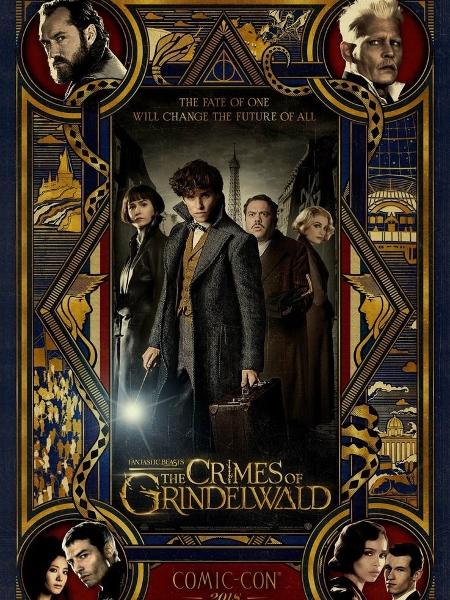 THE FATE OF ONE
WILL CHANGE THE FUTURE OF ALL
FANTASTIC BEASTS
THE CRIMES OF
GRINDELWALD
COMIC-CON
2018